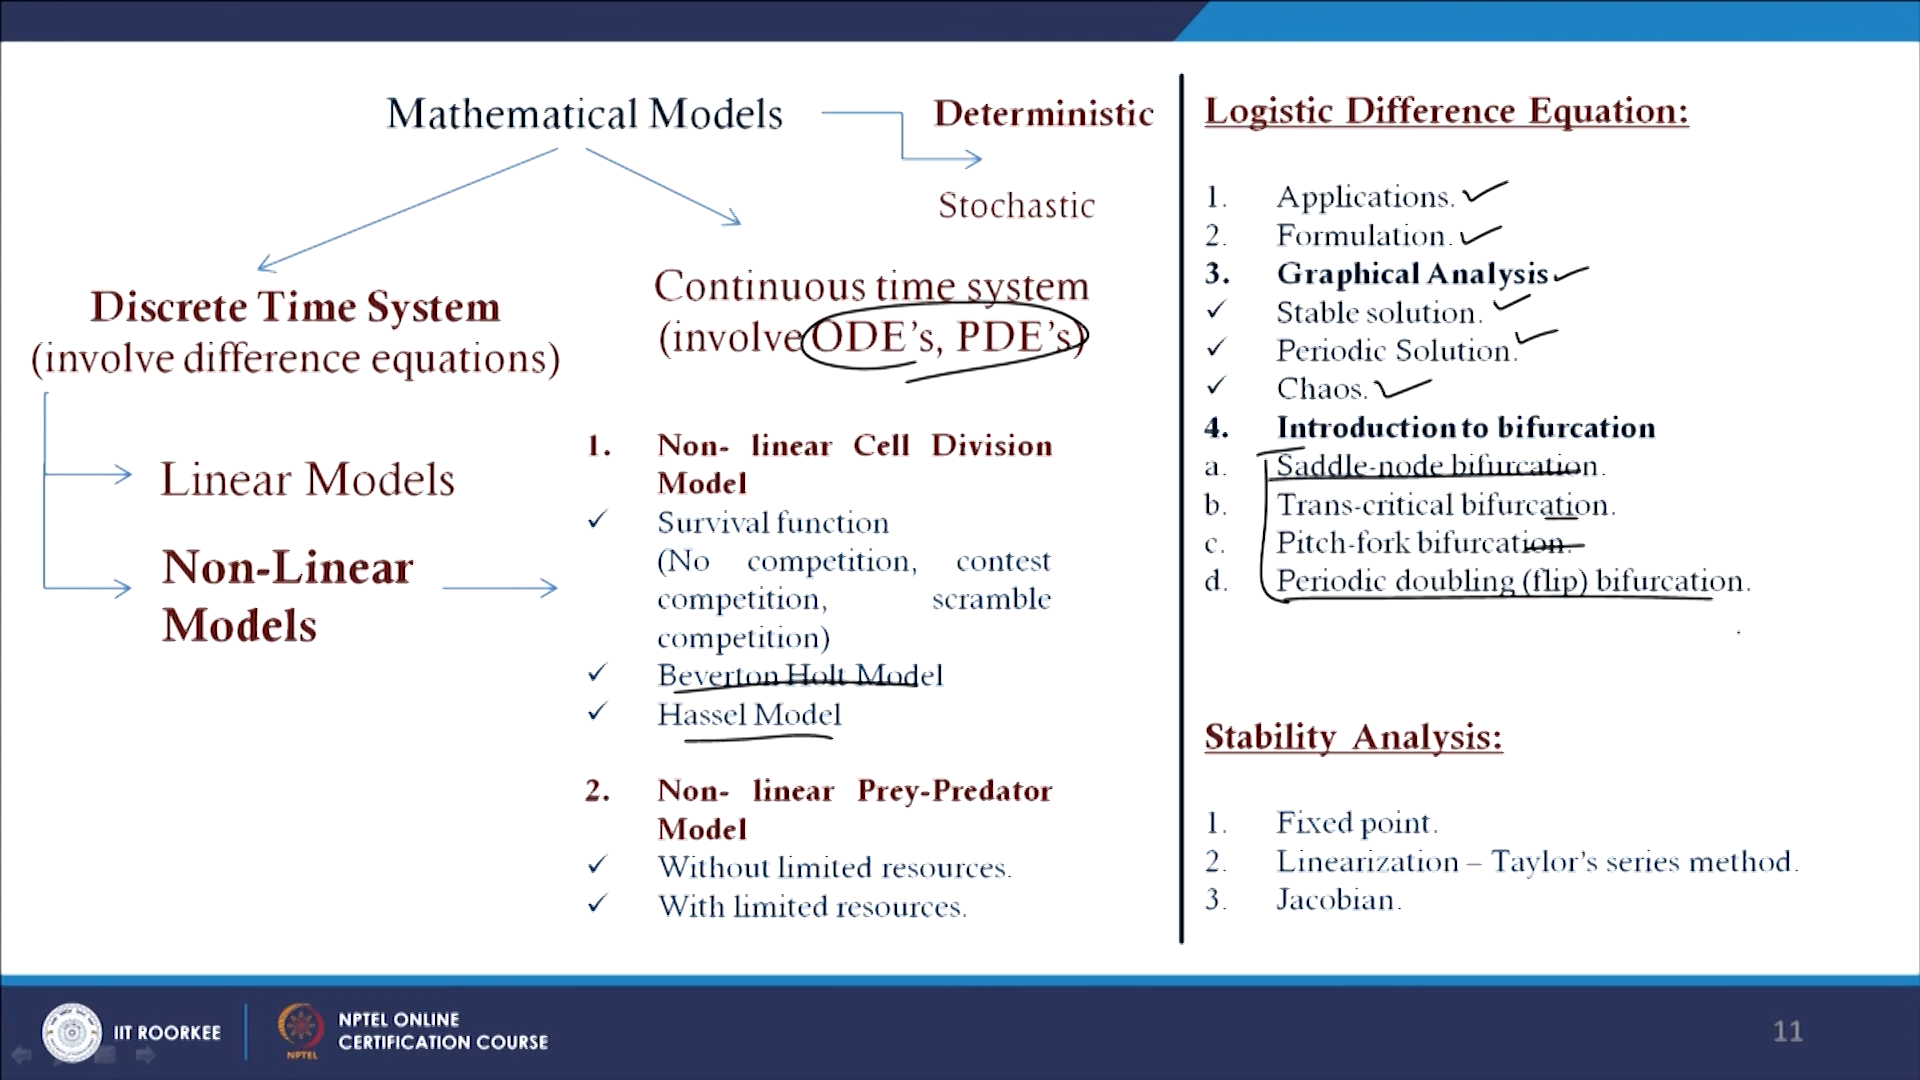 Mathematical Models
Deterministic
Stochastic
Discrete Time System
(involve difference equations)
Continuous time system
(involve ODE's, PDE's)
Linear Models
Non-Linear
Models
1. Non- linear Cell Division
Model
✓ Survival function
(No competition, contest
competition, scramble
competition)
✓ Beverton Holt Model
✓ Hassel Model
2. Non- linear Prey-Predator
Model
✓ Without limited resources.
✓ With limited resources.
Logistic Difference Equation:
1. Applications.
2. Formulation.
3. Graphical Analysis
✓ Stable solution.
✓ Periodic Solution.
✓ Chaos.
4. Introduction to bifurcation
a. Saddle-node bifurcation.
b. Trans-critical bifurcation.
c. Pitch-fork bifurcation.
d. Periodic doubling (flip) bifurcation.
Stability Analysis:
1. Fixed point.
2. Linearization – Taylor's series method.
3. Jacobian.
IIT ROORKEE
NPTEL
NPTEL ONLINE
CERTIFICATION COURSE
11